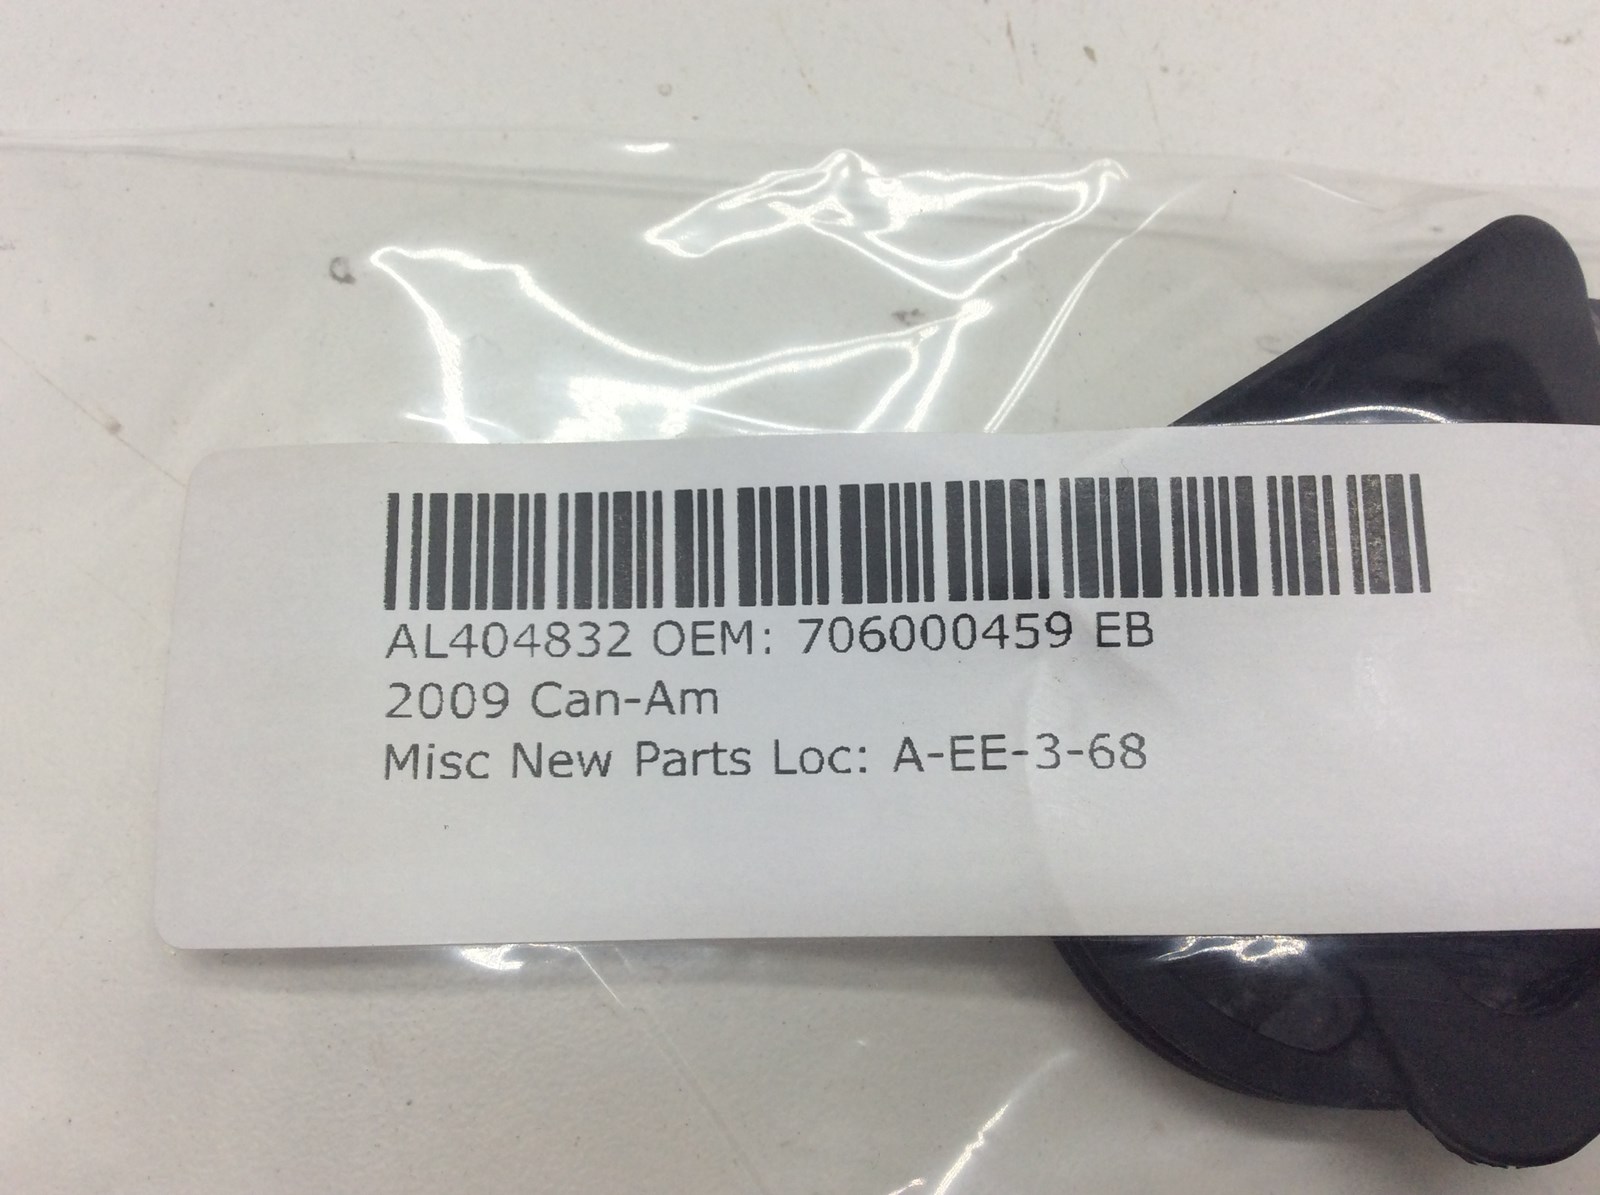 AL404832 OEM: 706000459 EB
2009 Can-Am
Misc New Parts Loc: A-EE-3-68